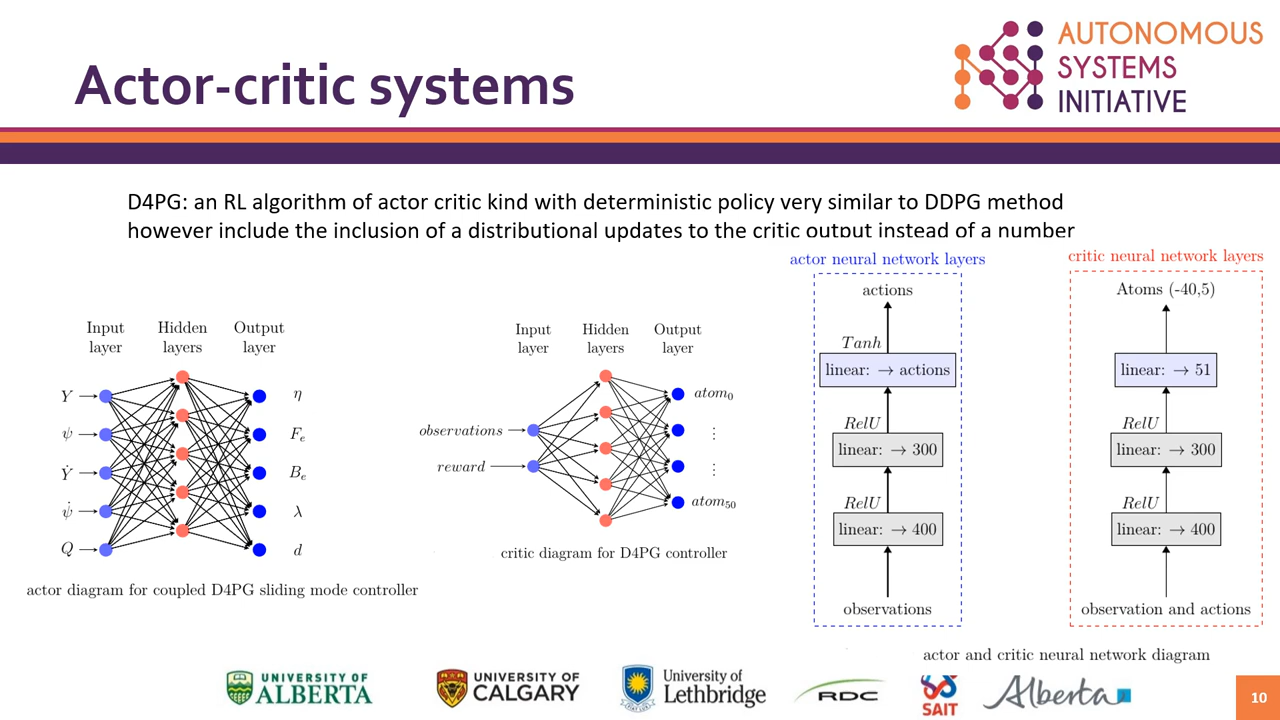 Actor-critic systems
AUTONOMOUS
SYSTEMS
INITIATIVE
D4PG: an RL algorithm of actor critic kind with deterministic policy very similar to DDPG method
however include the inclusion of a distributional updates to the critic output instead of a number
Input
layer
Hidden
layers
Output
layer
Y
ψ
Ẏ
ψ̇
Q
η
Fₑ
Bₑ
λ
d
actor diagram for coupled D4PG sliding mode controller
Input
layer
Hidden
layers
Output
layer
observations
reward
atom₀
⋮
⋮
atom₅₀
critic diagram for D4PG controller
actor neural network layers
actions
Tanh
linear: → actions
RelU
linear: → 300
RelU
linear: → 400
observations
critic neural network layers
Atoms (-40,5)
linear: → 51
RelU
linear: → 300
RelU
linear: → 400
observation and actions
actor and critic neural network diagram
UNIVERSITY OF
ALBERTA
UNIVERSITY OF
CALGARY
University of
Lethbridge
RDC
SAIT
Alberta
10